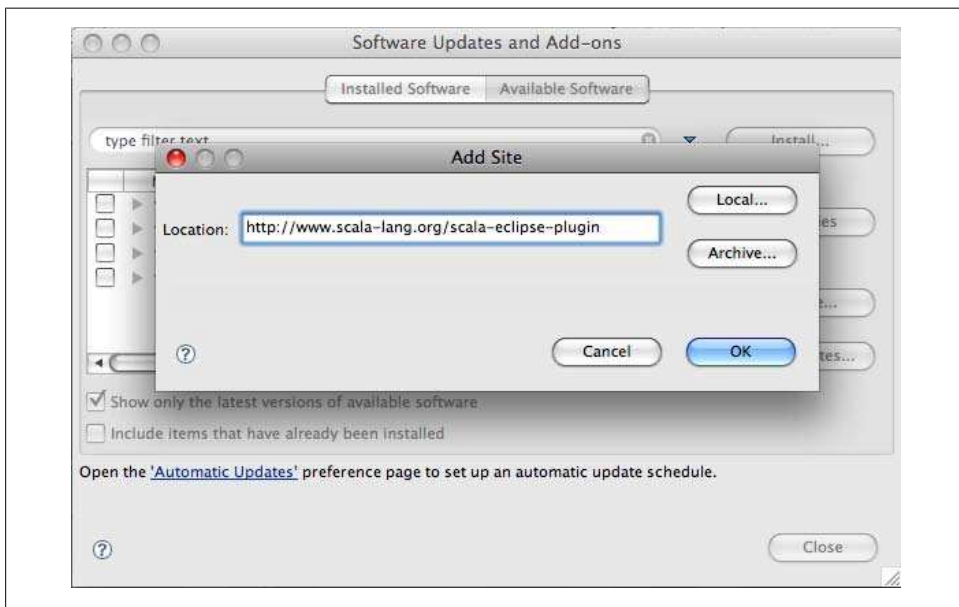 Software Updates and Add-ons
Installed Software Available Software
type filter text
Install...
Add Site
Local...
Location: http://www.scala-lang.org/scala-eclipse-plugin
Archive...
Cancel OK
Show only the latest versions of available software
Include items that have already been installed
Open the 'Automatic Updates' preference page to set up an automatic update schedule.
Close